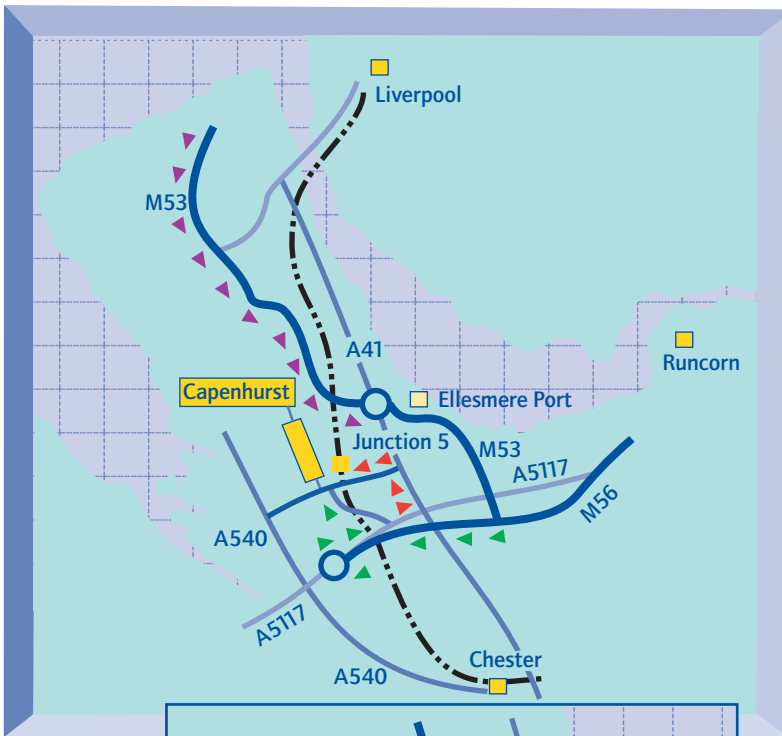 Liverpool
M53
A41
Runcorn
Capenhurst
Ellesmere Port
Junction 5
M53
A5117
M56
A540
A5117
Chester
A540